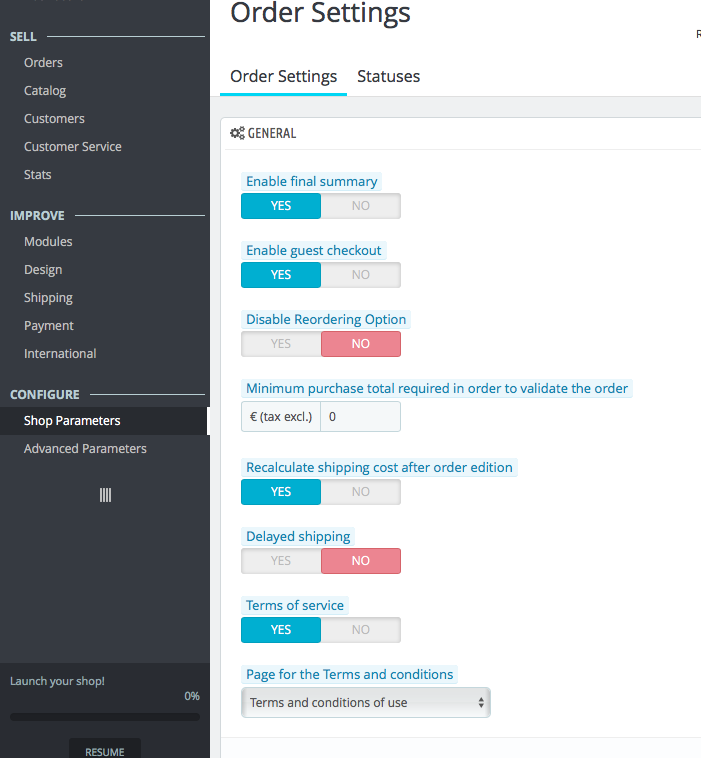 Order Settings
R
SELL
Orders
Catalog
Customers
Customer Service
Stats
IMPROVE
Modules
Design
Shipping
Payment
International
CONFIGURE
Shop Parameters
Advanced Parameters
Launch your shop!
0%
RESUME
Order Settings Statuses
GENERAL
Enable final summary
YES NO
Enable guest checkout
YES NO
Disable Reordering Option
YES NO
Minimum purchase total required in order to validate the order
€ (tax excl.) 0
Recalculate shipping cost after order edition
YES NO
Delayed shipping
YES NO
Terms of service
YES NO
Page for the Terms and conditions
Terms and conditions of use